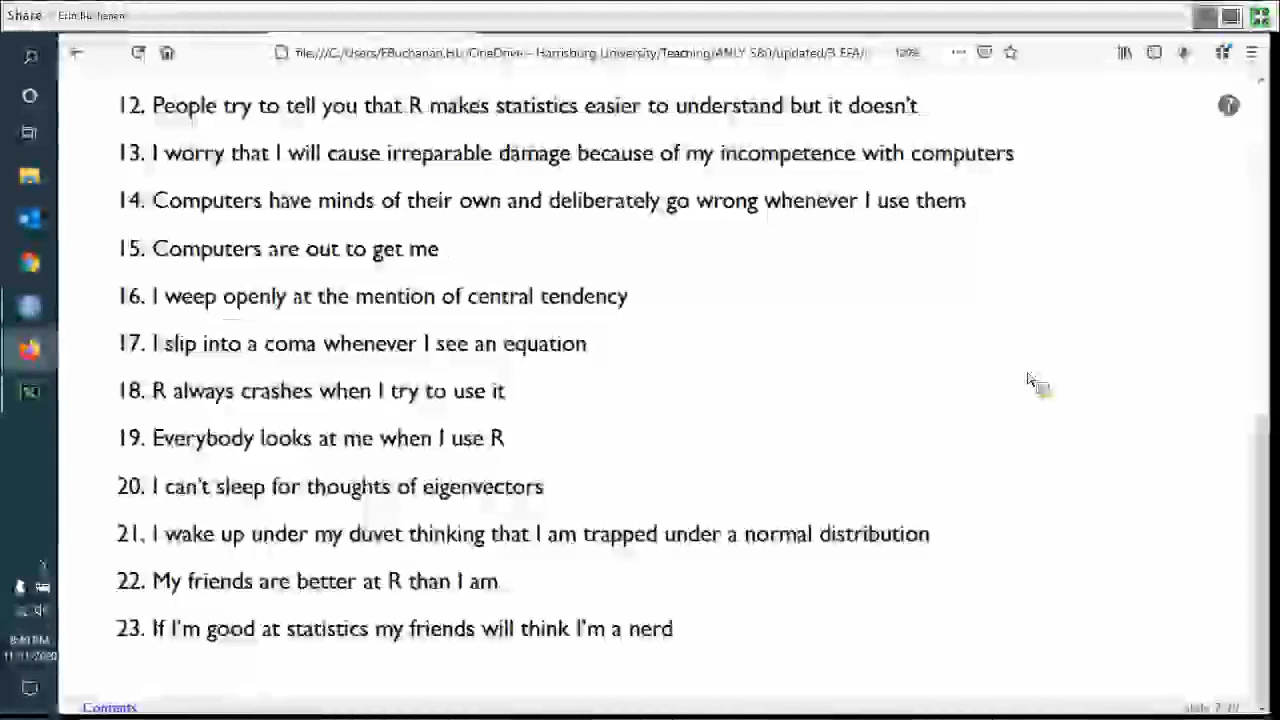 Share
12. People try to tell you that R makes statistics easier to understand but it doesn't
13. I worry that I will cause irreparable damage because of my incompetence with computers
14. Computers have minds of their own and deliberately go wrong whenever I use them
15. Computers are out to get me
16. I weep openly at the mention of central tendency
17. I slip into a coma whenever I see an equation
18. R always crashes when I try to use it
19. Everybody looks at me when I use R
20. I can't sleep for thoughts of eigenvectors
21. I wake up under my duvet thinking that I am trapped under a normal distribution
22. My friends are better at R than I am
23. If I'm good at statistics my friends will think I'm a nerd
Contents